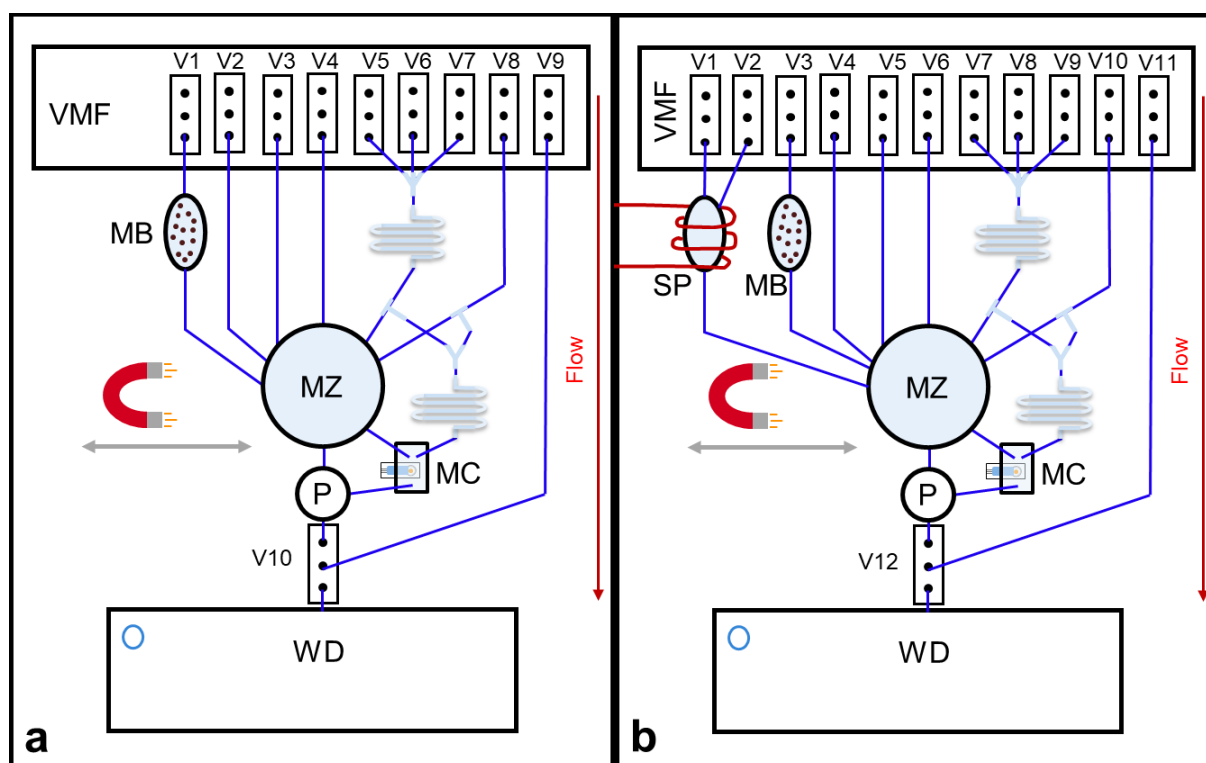 V1 V2 V3 V4 V5 V6 V7 V8 V9
VMF
MB
MZ
Flow
MC
P
V10
WD
a
V1 V2 V3 V4 V5 V6 V7 V8 V9 V10 V11
VMF
SP
MB
MZ
Flow
MC
P
V12
WD
b